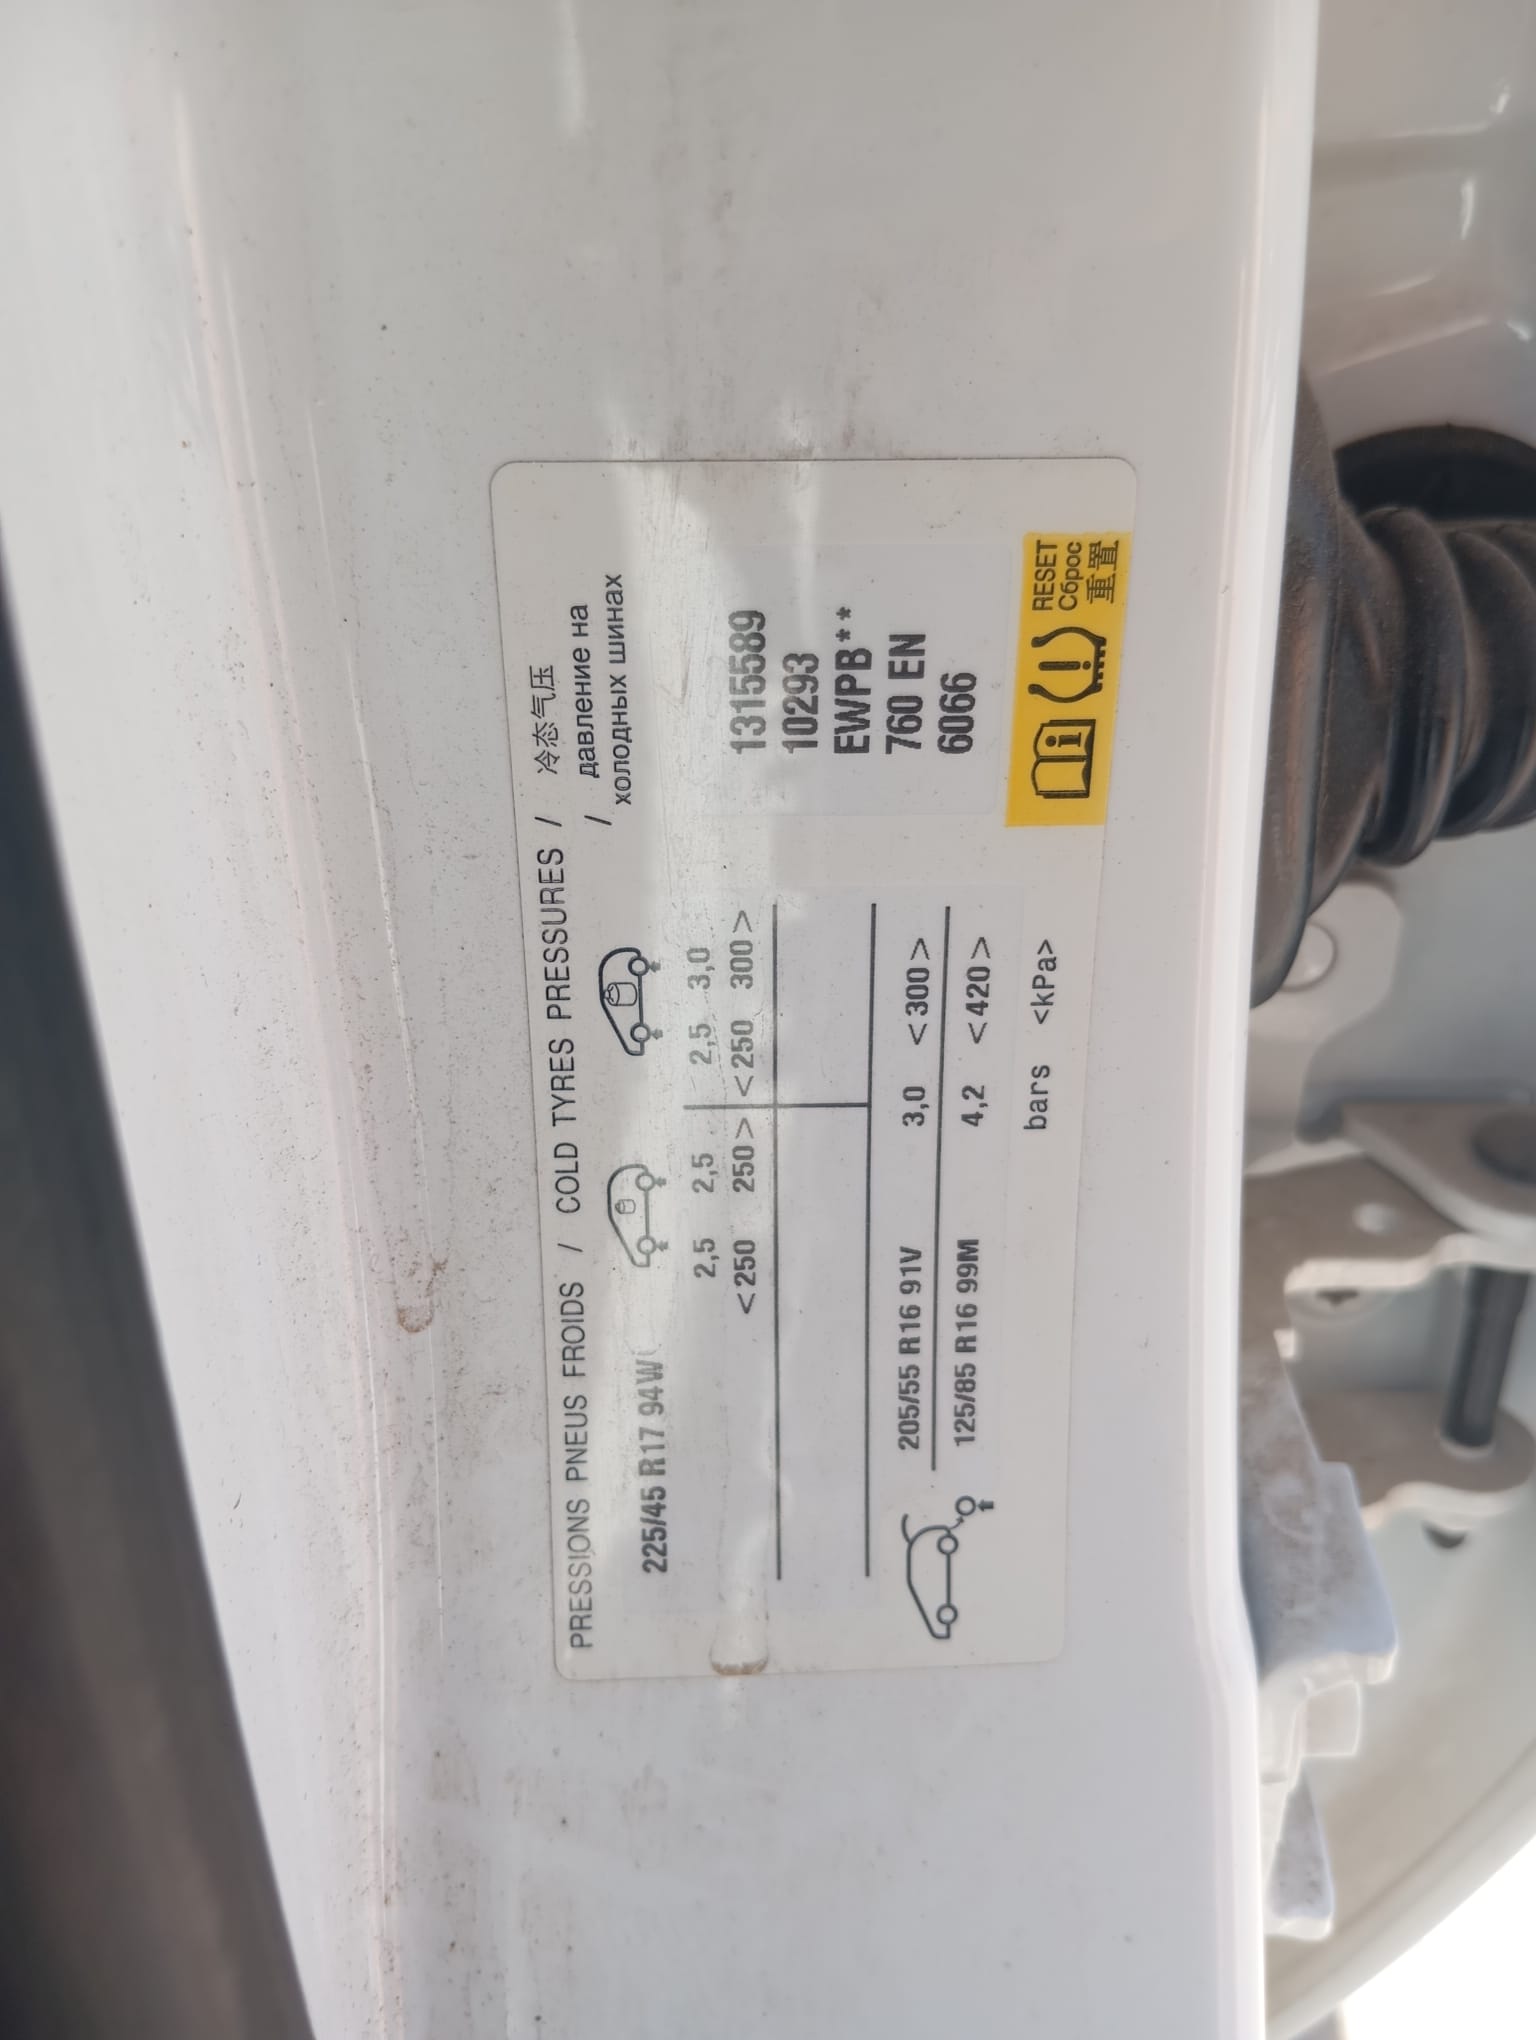 PRESSIONS PNEUS FROIDS / COLD TYRES PRESSURES / 冷态气压
/ давление на
холодных шинах
225/45 R17 94W
2,5 2,5 2,5 3,0
<250 250> <250 300>
205/55 R16 91V 3,0 <300>
125/85 R16 99M 4,2 <420>
bars <kPa>
1315589
10293
EWPB**
760 EN
6066
RESET
Сброс
重置